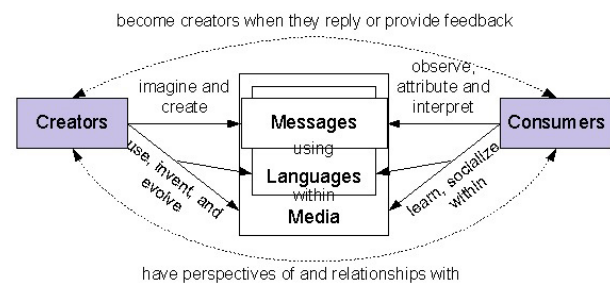 become creators when they reply or provide feedback
imagine and
create
observe,
attribute and
interpret
Creators
Messages
Consumers
using
Languages
within
Media
use, invent, and
evolve
learn, socialize
within
have perspectives of and relationships with